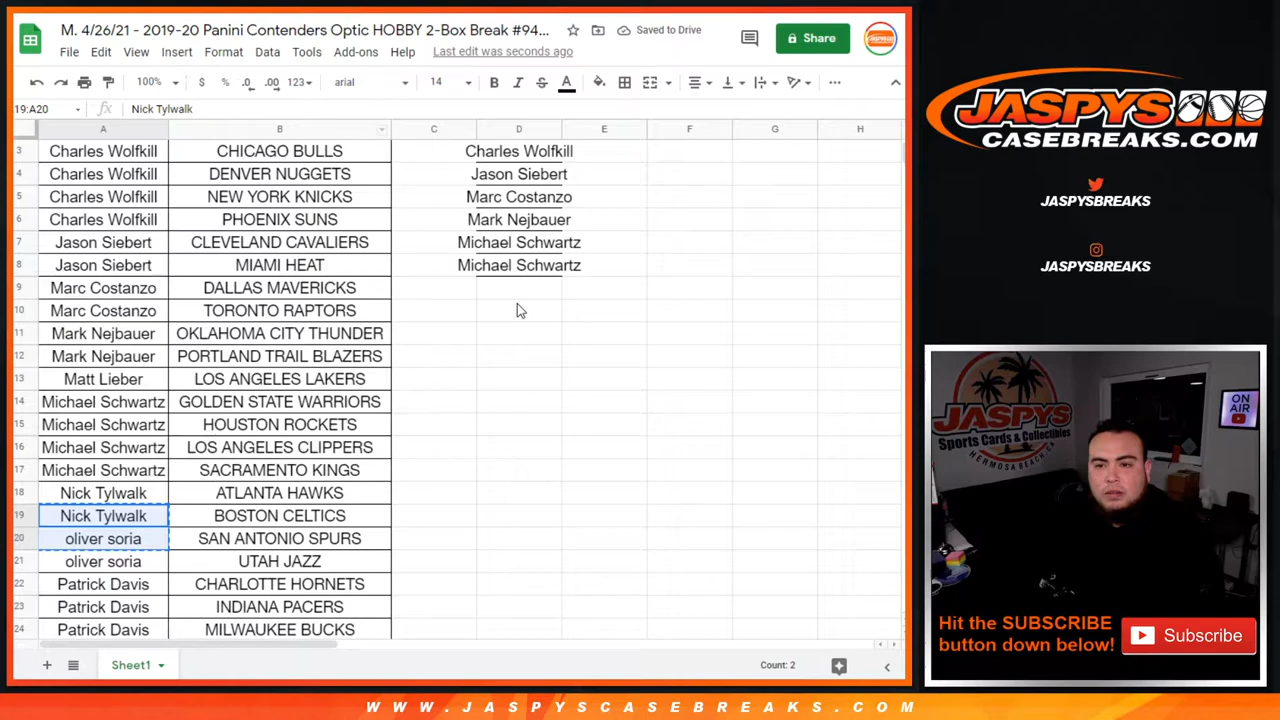 M. 4/26/21 - 2019-20 Panini Contenders Optic HOBBY 2-Box Break #94...
Saved to Drive
Share
File Edit View Insert Format Data Tools Add-ons Help Last edit was seconds ago
100% $ % .0 .00 123 arial 14 B I S A
19:A20 fx Nick Tylwalk
A B C D E F G H
3 Charles Wolfkill CHICAGO BULLS Charles Wolfkill
4 Charles Wolfkill DENVER NUGGETS Jason Siebert
5 Charles Wolfkill NEW YORK KNICKS Marc Costanzo
6 Charles Wolfkill PHOENIX SUNS Mark Nejbauer
7 Jason Siebert CLEVELAND CAVALIERS Michael Schwartz
8 Jason Siebert MIAMI HEAT Michael Schwartz
9 Marc Costanzo DALLAS MAVERICKS
10 Marc Costanzo TORONTO RAPTORS
11 Mark Nejbauer OKLAHOMA CITY THUNDER
12 Mark Nejbauer PORTLAND TRAIL BLAZERS
13 Matt Lieber LOS ANGELES LAKERS
14 Michael Schwartz GOLDEN STATE WARRIORS
15 Michael Schwartz HOUSTON ROCKETS
16 Michael Schwartz LOS ANGELES CLIPPERS
17 Michael Schwartz SACRAMENTO KINGS
18 Nick Tylwalk ATLANTA HAWKS
19 Nick Tylwalk BOSTON CELTICS
20 oliver soria SAN ANTONIO SPURS
21 oliver soria UTAH JAZZ
22 Patrick Davis CHARLOTTE HORNETS
23 Patrick Davis INDIANA PACERS
24 Patrick Davis MILWAUKEE BUCKS
Sheet1
Count: 2
JASPYS
CASEBREAKS.COM
JASPYSBREAKS
JASPYSBREAKS
JASPYS
Sports Cards & Collectibles
HERMOSA BEACH, CA
ON
AIR
Hit the SUBSCRIBE
button down below!
Subscribe
WWW.JASPYSCASEBREAKS.COM